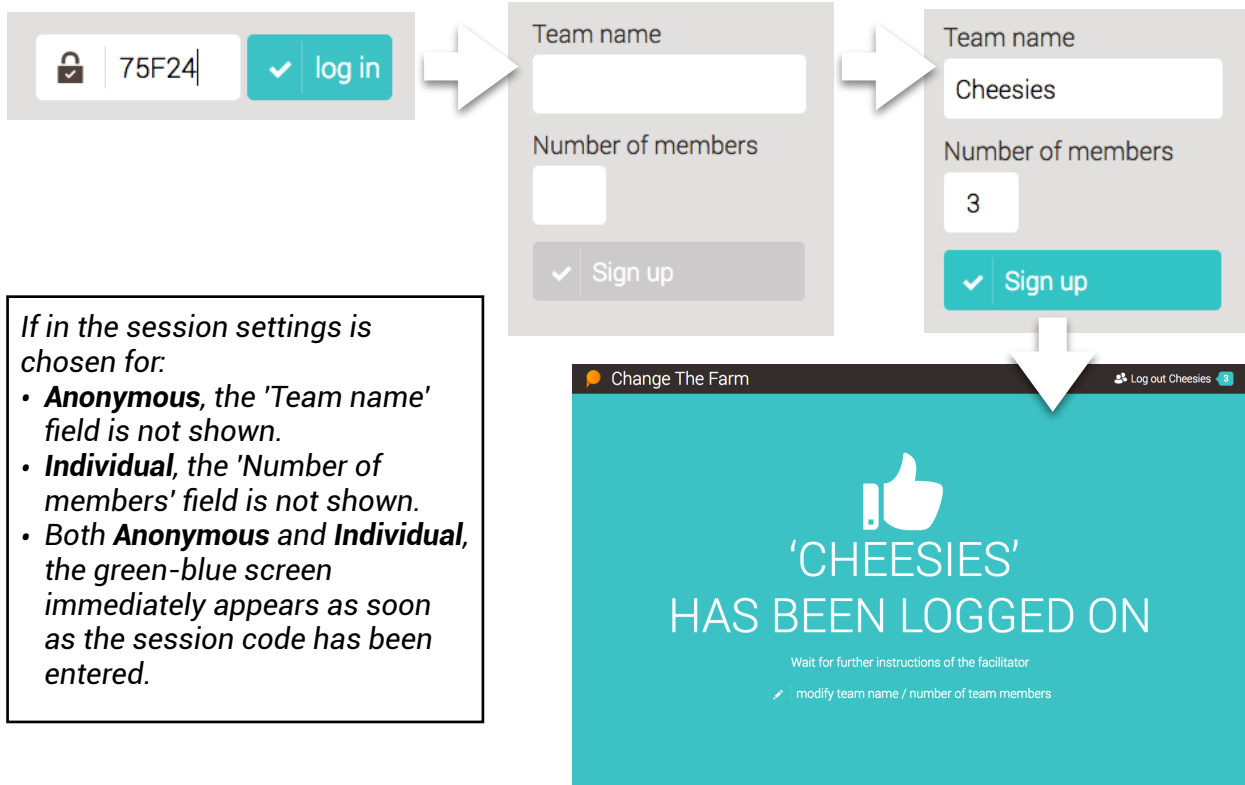 75F24
log in
Team name
Number of members
Sign up
Team name
Cheesies
Number of members
3
Sign up
If in the session settings is
chosen for:
• Anonymous, the 'Team name'
field is not shown.
• Individual, the 'Number of
members' field is not shown.
• Both Anonymous and Individual,
the green-blue screen
immediately appears as soon
as the session code has been
entered.
Change The Farm
Log out Cheesies 3
‘CHEESIES’
HAS BEEN LOGGED ON
Wait for further instructions of the facilitator
modify team name / number of team members